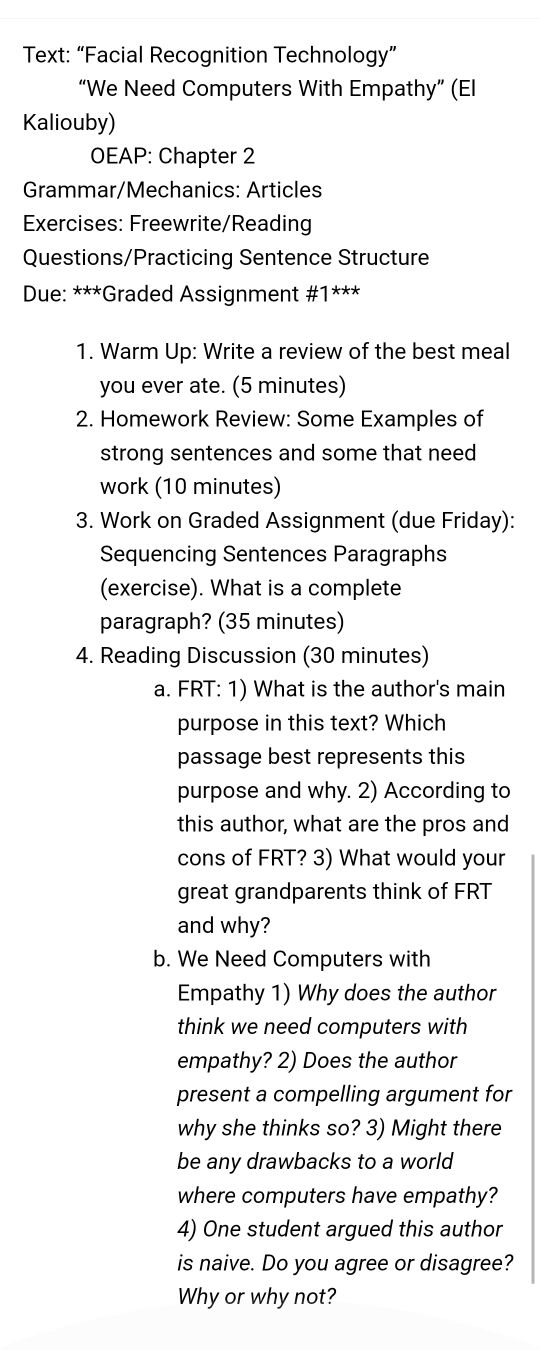 Text: “Facial Recognition Technology”
“We Need Computers With Empathy” (El
Kaliouby)
OEAP: Chapter 2
Grammar/Mechanics: Articles
Exercises: Freewrite/Reading
Questions/Practicing Sentence Structure
Due: ***Graded Assignment #1***
1. Warm Up: Write a review of the best meal
you ever ate. (5 minutes)
2. Homework Review: Some Examples of
strong sentences and some that need
work (10 minutes)
3. Work on Graded Assignment (due Friday):
Sequencing Sentences Paragraphs
(exercise). What is a complete
paragraph? (35 minutes)
4. Reading Discussion (30 minutes)
a. FRT: 1) What is the author's main
purpose in this text? Which
passage best represents this
purpose and why. 2) According to
this author, what are the pros and
cons of FRT? 3) What would your
great grandparents think of FRT
and why?
b. We Need Computers with
Empathy 1) Why does the author
think we need computers with
empathy? 2) Does the author
present a compelling argument for
why she thinks so? 3) Might there
be any drawbacks to a world
where computers have empathy?
4) One student argued this author
is naive. Do you agree or disagree?
Why or why not?